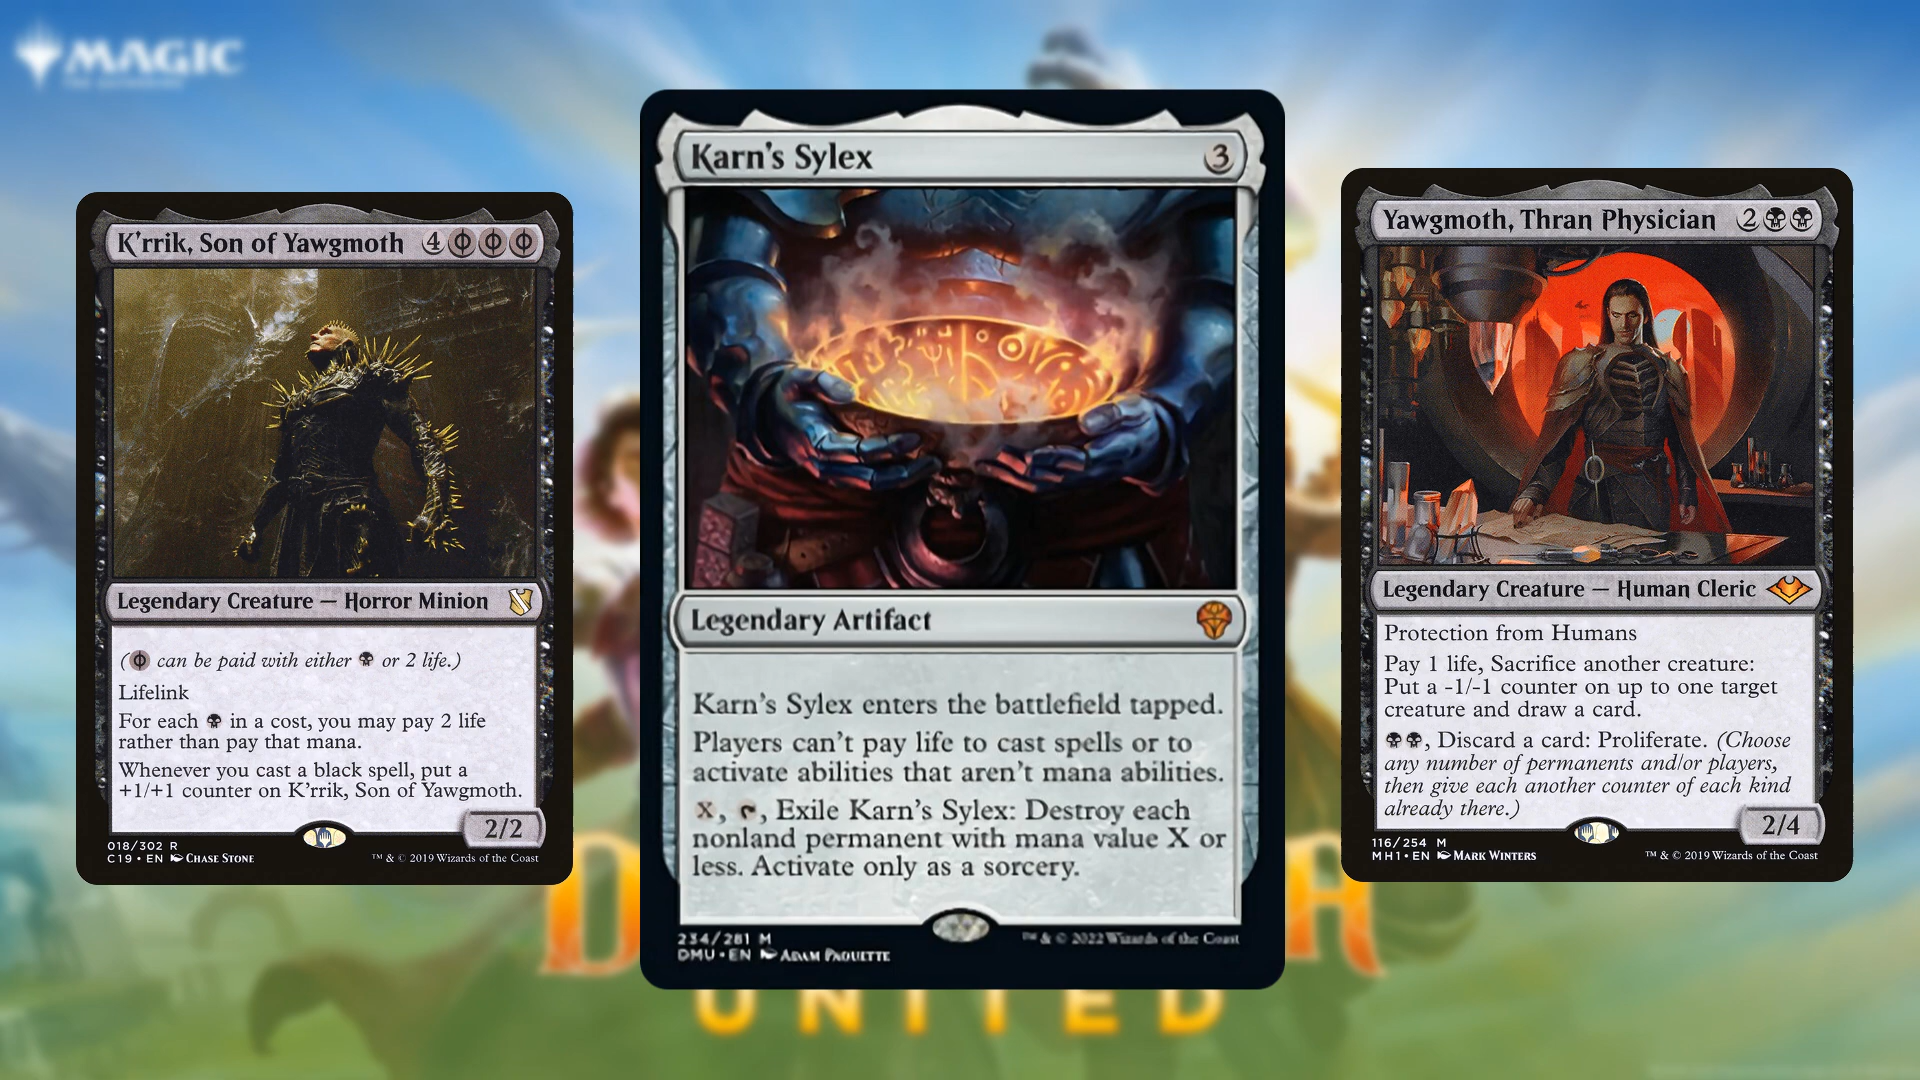 MAGIC
K'rrik, Son of Yawgmoth 4
Legendary Creature — Horror Minion
( can be paid with either or 2 life.)
Lifelink
For each in a cost, you may pay 2 life
rather than pay that mana.
Whenever you cast a black spell, put a
+1/+1 counter on K'rrik, Son of Yawgmoth.
2/2
018/302 R
C19 • EN CHASE STONE
™ & © 2019 Wizards of the Coast
Karn's Sylex 3
Legendary Artifact
Karn's Sylex enters the battlefield tapped.
Players can't pay life to cast spells or to
activate abilities that aren't mana abilities.
X, , Exile Karn's Sylex: Destroy each
nonland permanent with mana value X or
less. Activate only as a sorcery.
234/281 M
DMU • EN ADAM PAQUETTE
™ & © 2022 Wizards of the Coast
Yawgmoth, Thran Physician 2
Legendary Creature — Human Cleric
Protection from Humans
Pay 1 life, Sacrifice another creature:
Put a -1/-1 counter on up to one target
creature and draw a card.
, Discard a card: Proliferate. (Choose
any number of permanents and/or players,
then give each another counter of each kind
already there.)
2/4
116/254 M
MH1 • EN MARK WINTERS
™ & © 2019 Wizards of the Coast
UNITED